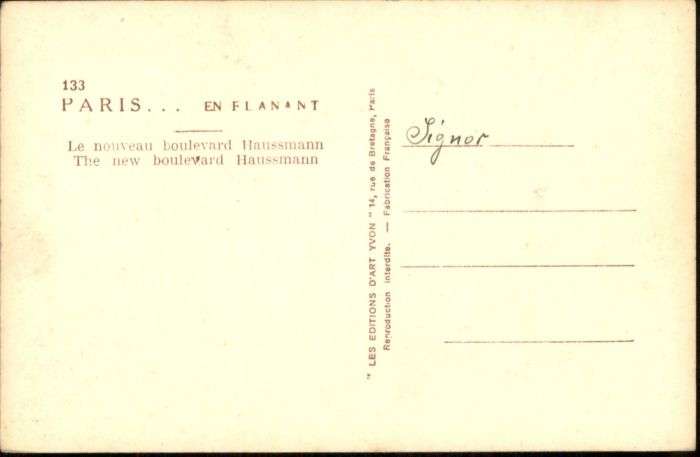 133
PARIS... EN FLANANT
Le nouveau boulevard Haussmann
The new boulevard Haussmann
"LES EDITIONS D'ART YVON" 14, rue de Bretagne, Paris
Reproduction interdite. — Fabrication Française
Signor